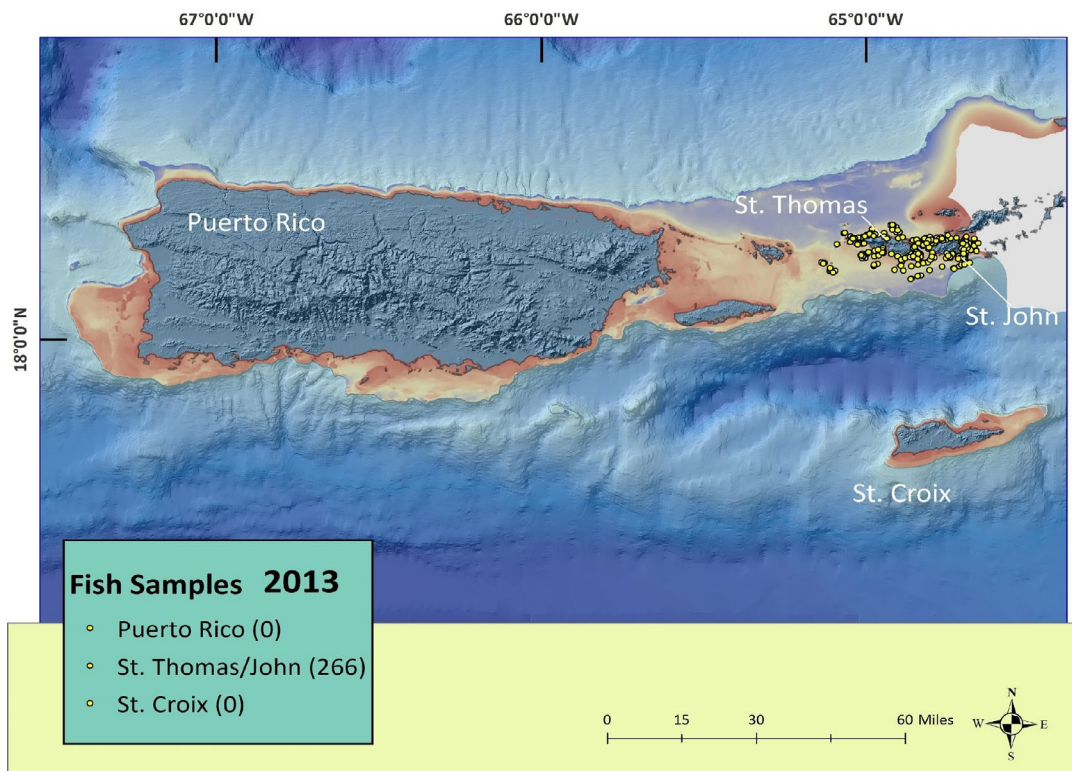 67°0'0"W
66°0'0"W
65°0'0"W
18°0'0"N
Puerto Rico
St. Thomas
St. John
St. Croix
Fish Samples 2013
Puerto Rico (0)
St. Thomas/John (266)
St. Croix (0)
0 15 30 60 Miles
N
W E
S